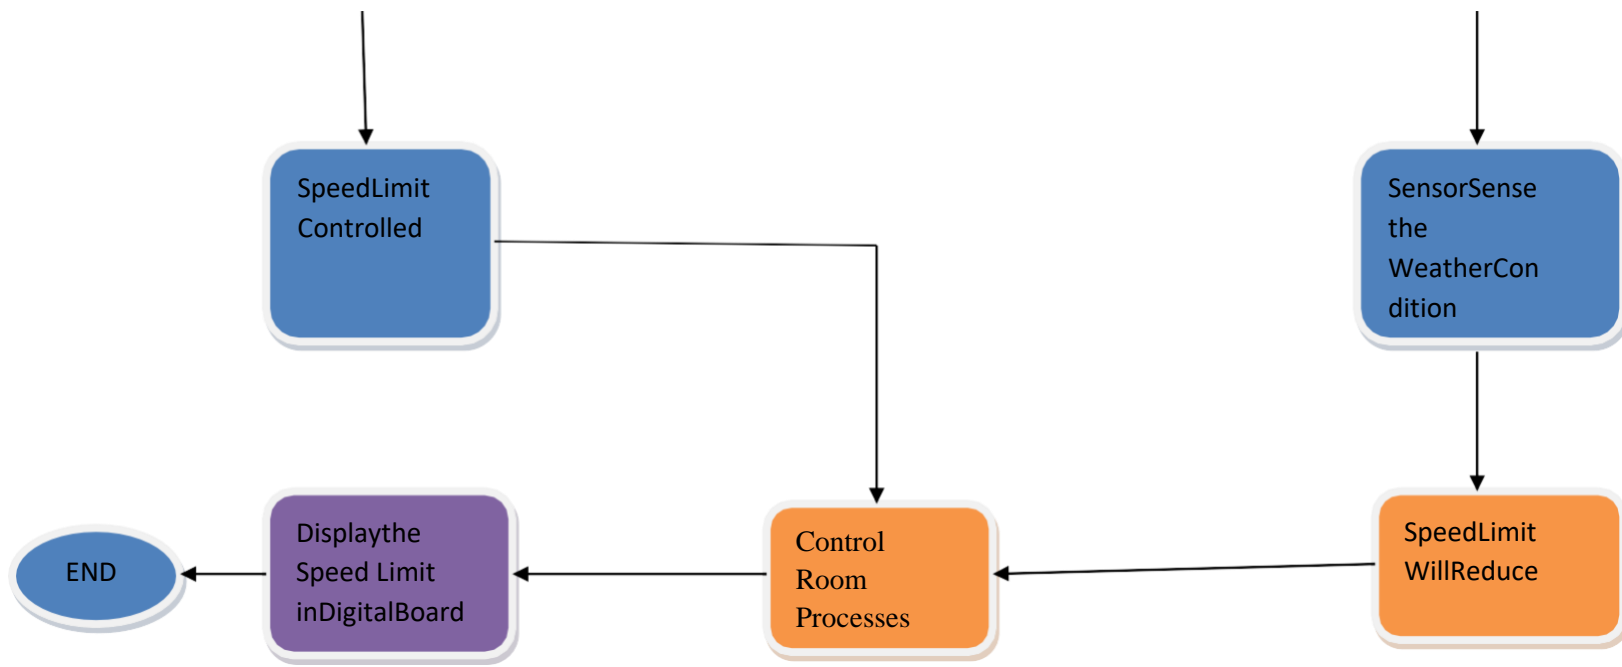 SpeedLimit
Controlled
SensorSense
the
WeatherCon
dition
END
Displaythe
Speed Limit
inDigitalBoard
Control
Room
Processes
SpeedLimit
WillReduce